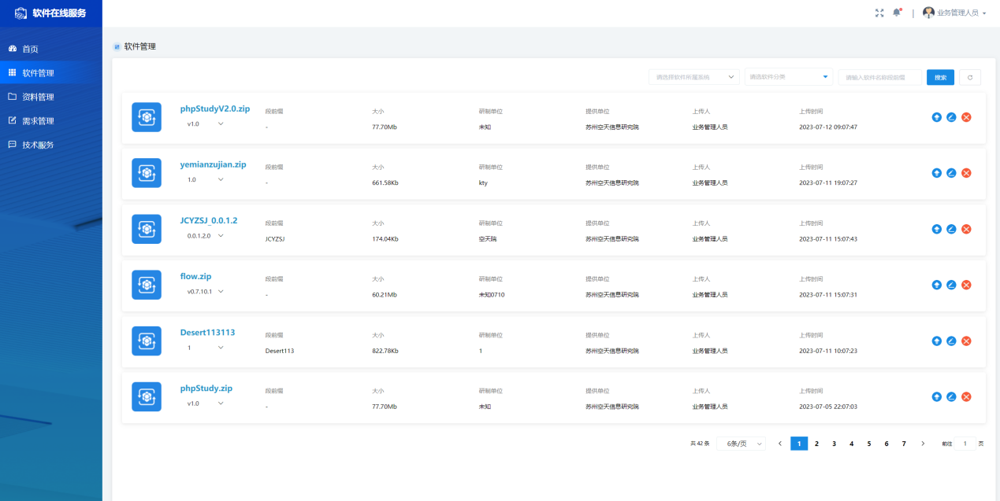 软件在线服务
业务管理人员
首页
软件管理
资料管理
需求管理
技术服务
软件管理
请选择软件所属系统
请选软件分类
请输入软件名称段前缀
搜索
phpStudyV2.0.zip 段前缀 大小 研制单位 提供单位 上传人 上传时间
v1.0 - 77.70Mb 未知 苏州空天信息研究院 业务管理人员 2023-07-12 09:07:47
yemianzujian.zip 段前缀 大小 研制单位 提供单位 上传人 上传时间
1.0 - 661.58Kb kty 苏州空天信息研究院 业务管理人员 2023-07-11 19:07:27
JCYZSJ_0.0.1.2 段前缀 大小 研制单位 提供单位 上传人 上传时间
0.0.1.2.0 JCYZSJ 174.04Kb 空天院 苏州空天信息研究院 业务管理人员 2023-07-11 15:07:43
flow.zip 段前缀 大小 研制单位 提供单位 上传人 上传时间
v0.7.10.1 - 60.21Mb 未知0710 苏州空天信息研究院 业务管理人员 2023-07-11 15:07:31
Desert113113 段前缀 大小 研制单位 提供单位 上传人 上传时间
1 Desert113 822.78Kb 1 苏州空天信息研究院 业务管理人员 2023-07-11 10:07:23
phpStudy.zip 段前缀 大小 研制单位 提供单位 上传人 上传时间
v1.0 - 77.70Mb 未知 苏州空天信息研究院 业务管理人员 2023-07-05 22:07:03
共 42 条 6条/页 1 2 3 4 5 6 7 前往 1 页